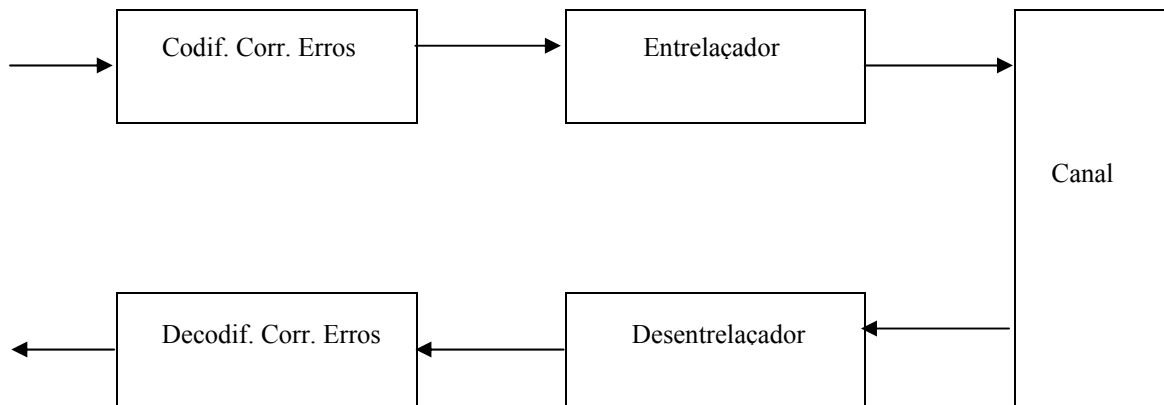 Codif. Corr. Erros
Entrelaçador
Canal
Decodif. Corr. Erros
Desentrelaçador